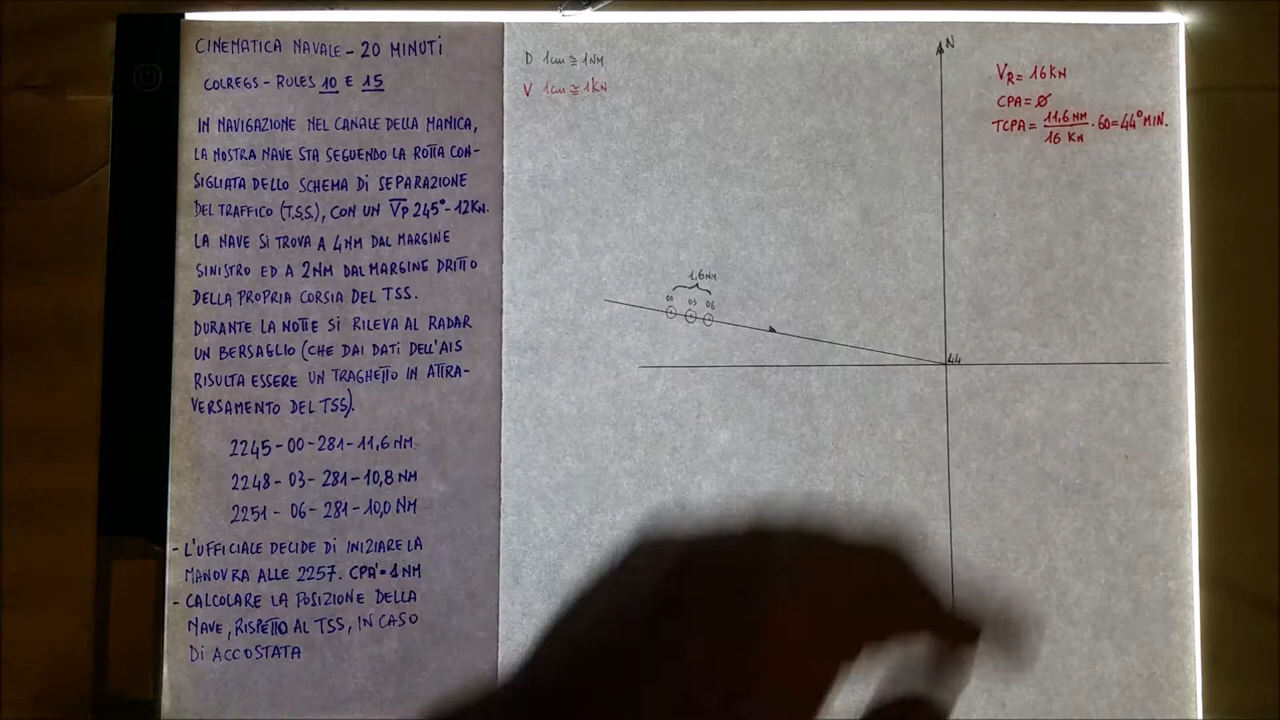 CINEMATICA NAVALE - 20 MINUTI
COLREGS - RULES 10 E 15
IN NAVIGAZIONE NEL CANALE DELLA MANICA,
LA NOSTRA NAVE STA SEGUENDO LA ROTTA CON-
SIGLIATA DELLO SCHEMA DI SEPARAZIONE
DEL TRAFFICO (T.S.S.), CON UN Vp 245° - 12KN.
LA NAVE SI TROVA A 4NM DAL MARGINE
SINISTRO ED A 2NM DAL MARGINE DRITTO
DELLA PROPRIA CORSIA DEL TSS.
DURANTE LA NOTTE SI RILEVA AL RADAR
UN BERSAGLIO (CHE DAI DATI DELL'AIS
RISULTA ESSERE UN TRAGHETTO IN ATTRA-
VERSAMENTO DEL TSS).
2245 - 00 - 281 - 11,6 NM.
2248 - 03 - 281 - 10,8 NM
2251 - 06 - 281 - 10,0 NM
- L'UFFICIALE DECIDE DI INIZIARE LA
MANOVRA ALLE 2257. CPA' = 1 NM
- CALCOLARE LA POSIZIONE DELLA
NAVE, RISPETTO AL TSS, IN CASO
DI ACCOSTATA
D 1cm ≅ 1NM
V 1cm ≅ 1KN
N
VR = 16KN
CPA = Ø
TCPA = 11,6 NM / 16 KN · 60 = 44° MIN.
1,6NM
00 03 06
44